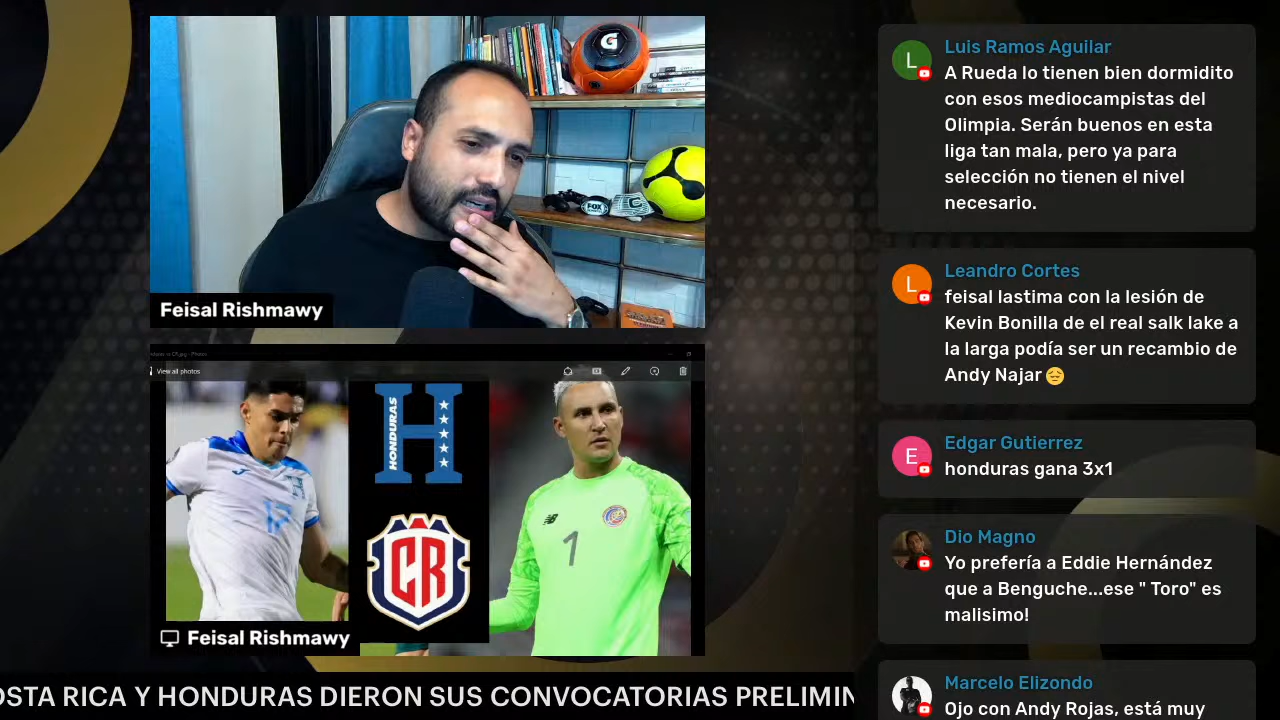 G
FOX
Feisal Rishmawy
View all photos
HONDURAS
17
CR
1
Feisal Rishmawy
OSTA RICA Y HONDURAS DIERON SUS CONVOCATORIAS PRELIMIN
L
Luis Ramos Aguilar
A Rueda lo tienen bien dormidito
con esos mediocampistas del
Olimpia. Serán buenos en esta
liga tan mala, pero ya para
selección no tienen el nivel
necesario.
L
Leandro Cortes
feisal lastima con la lesión de
Kevin Bonilla de el real salk lake a
la larga podía ser un recambio de
Andy Najar 😔
E
Edgar Gutierrez
honduras gana 3x1
Dio Magno
Yo prefería a Eddie Hernández
que a Benguche...ese " Toro" es
malisimo!
Marcelo Elizondo
Ojo con Andy Rojas, está muy